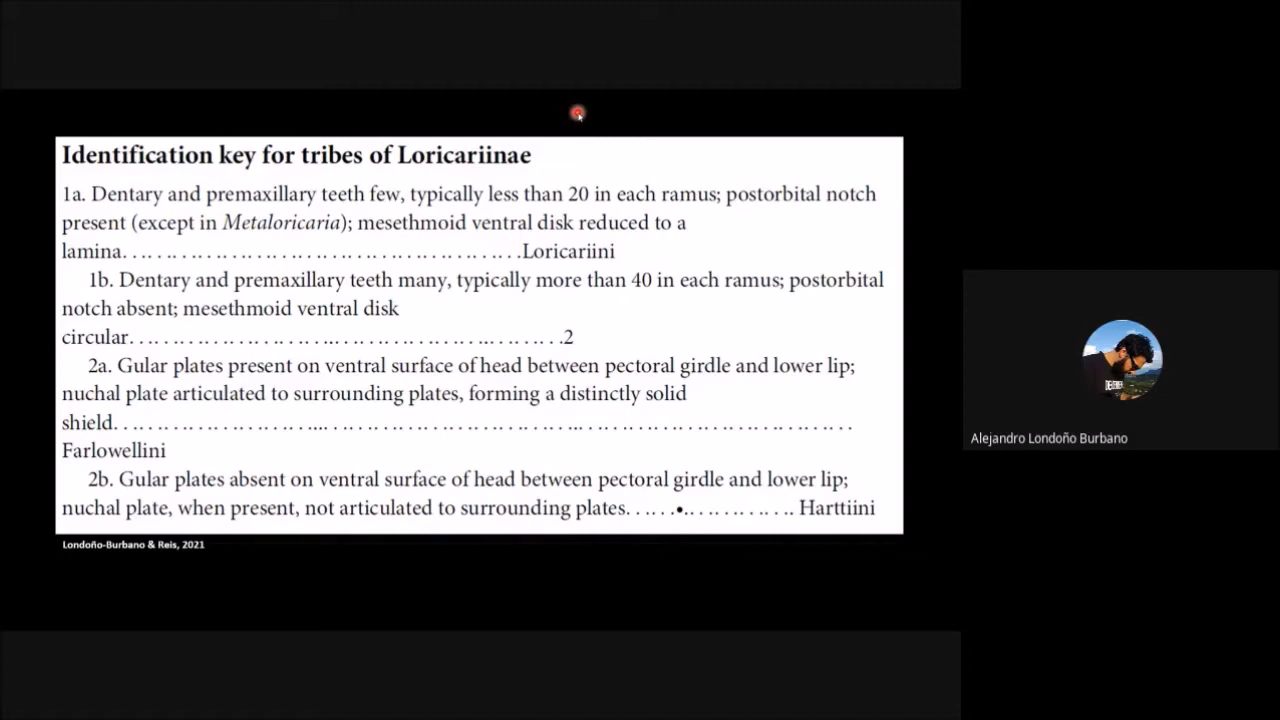 Identification key for tribes of Loricariinae
1a. Dentary and premaxillary teeth few, typically less than 20 in each ramus; postorbital notch
present (except in Metaloricaria); mesethmoid ventral disk reduced to a
lamina. . . . . . . . . . . . . . . . . . . . . . . . . . . . . . . . . . . . . . . . . . . . . . . . . . . . .Loricariini
1b. Dentary and premaxillary teeth many, typically more than 40 in each ramus; postorbital
notch absent; mesethmoid ventral disk
circular. . . . . . . . . . . . . . . . . . . . . . .. . . . . . . . . . . . . . . . . .. . . . . . . . .2
2a. Gular plates present on ventral surface of head between pectoral girdle and lower lip;
nuchal plate articulated to surrounding plates, forming a distinctly solid
shield. . . . . . . . . . . . . . . . . . . . . . .... . . . . . . . . . . . . . . . . . . . . . . . . . . . .. . . . . . . . . . . . . . . . . . . . . . . . . . . . . . .
Farlowellini
2b. Gular plates absent on ventral surface of head between pectoral girdle and lower lip;
nuchal plate, when present, not articulated to surrounding plates. . . . . .•. . . . . . . . . . . . Harttiini
Londoño-Burbano & Reis, 2021
DEFENDER
Alejandro Londoño Burbano